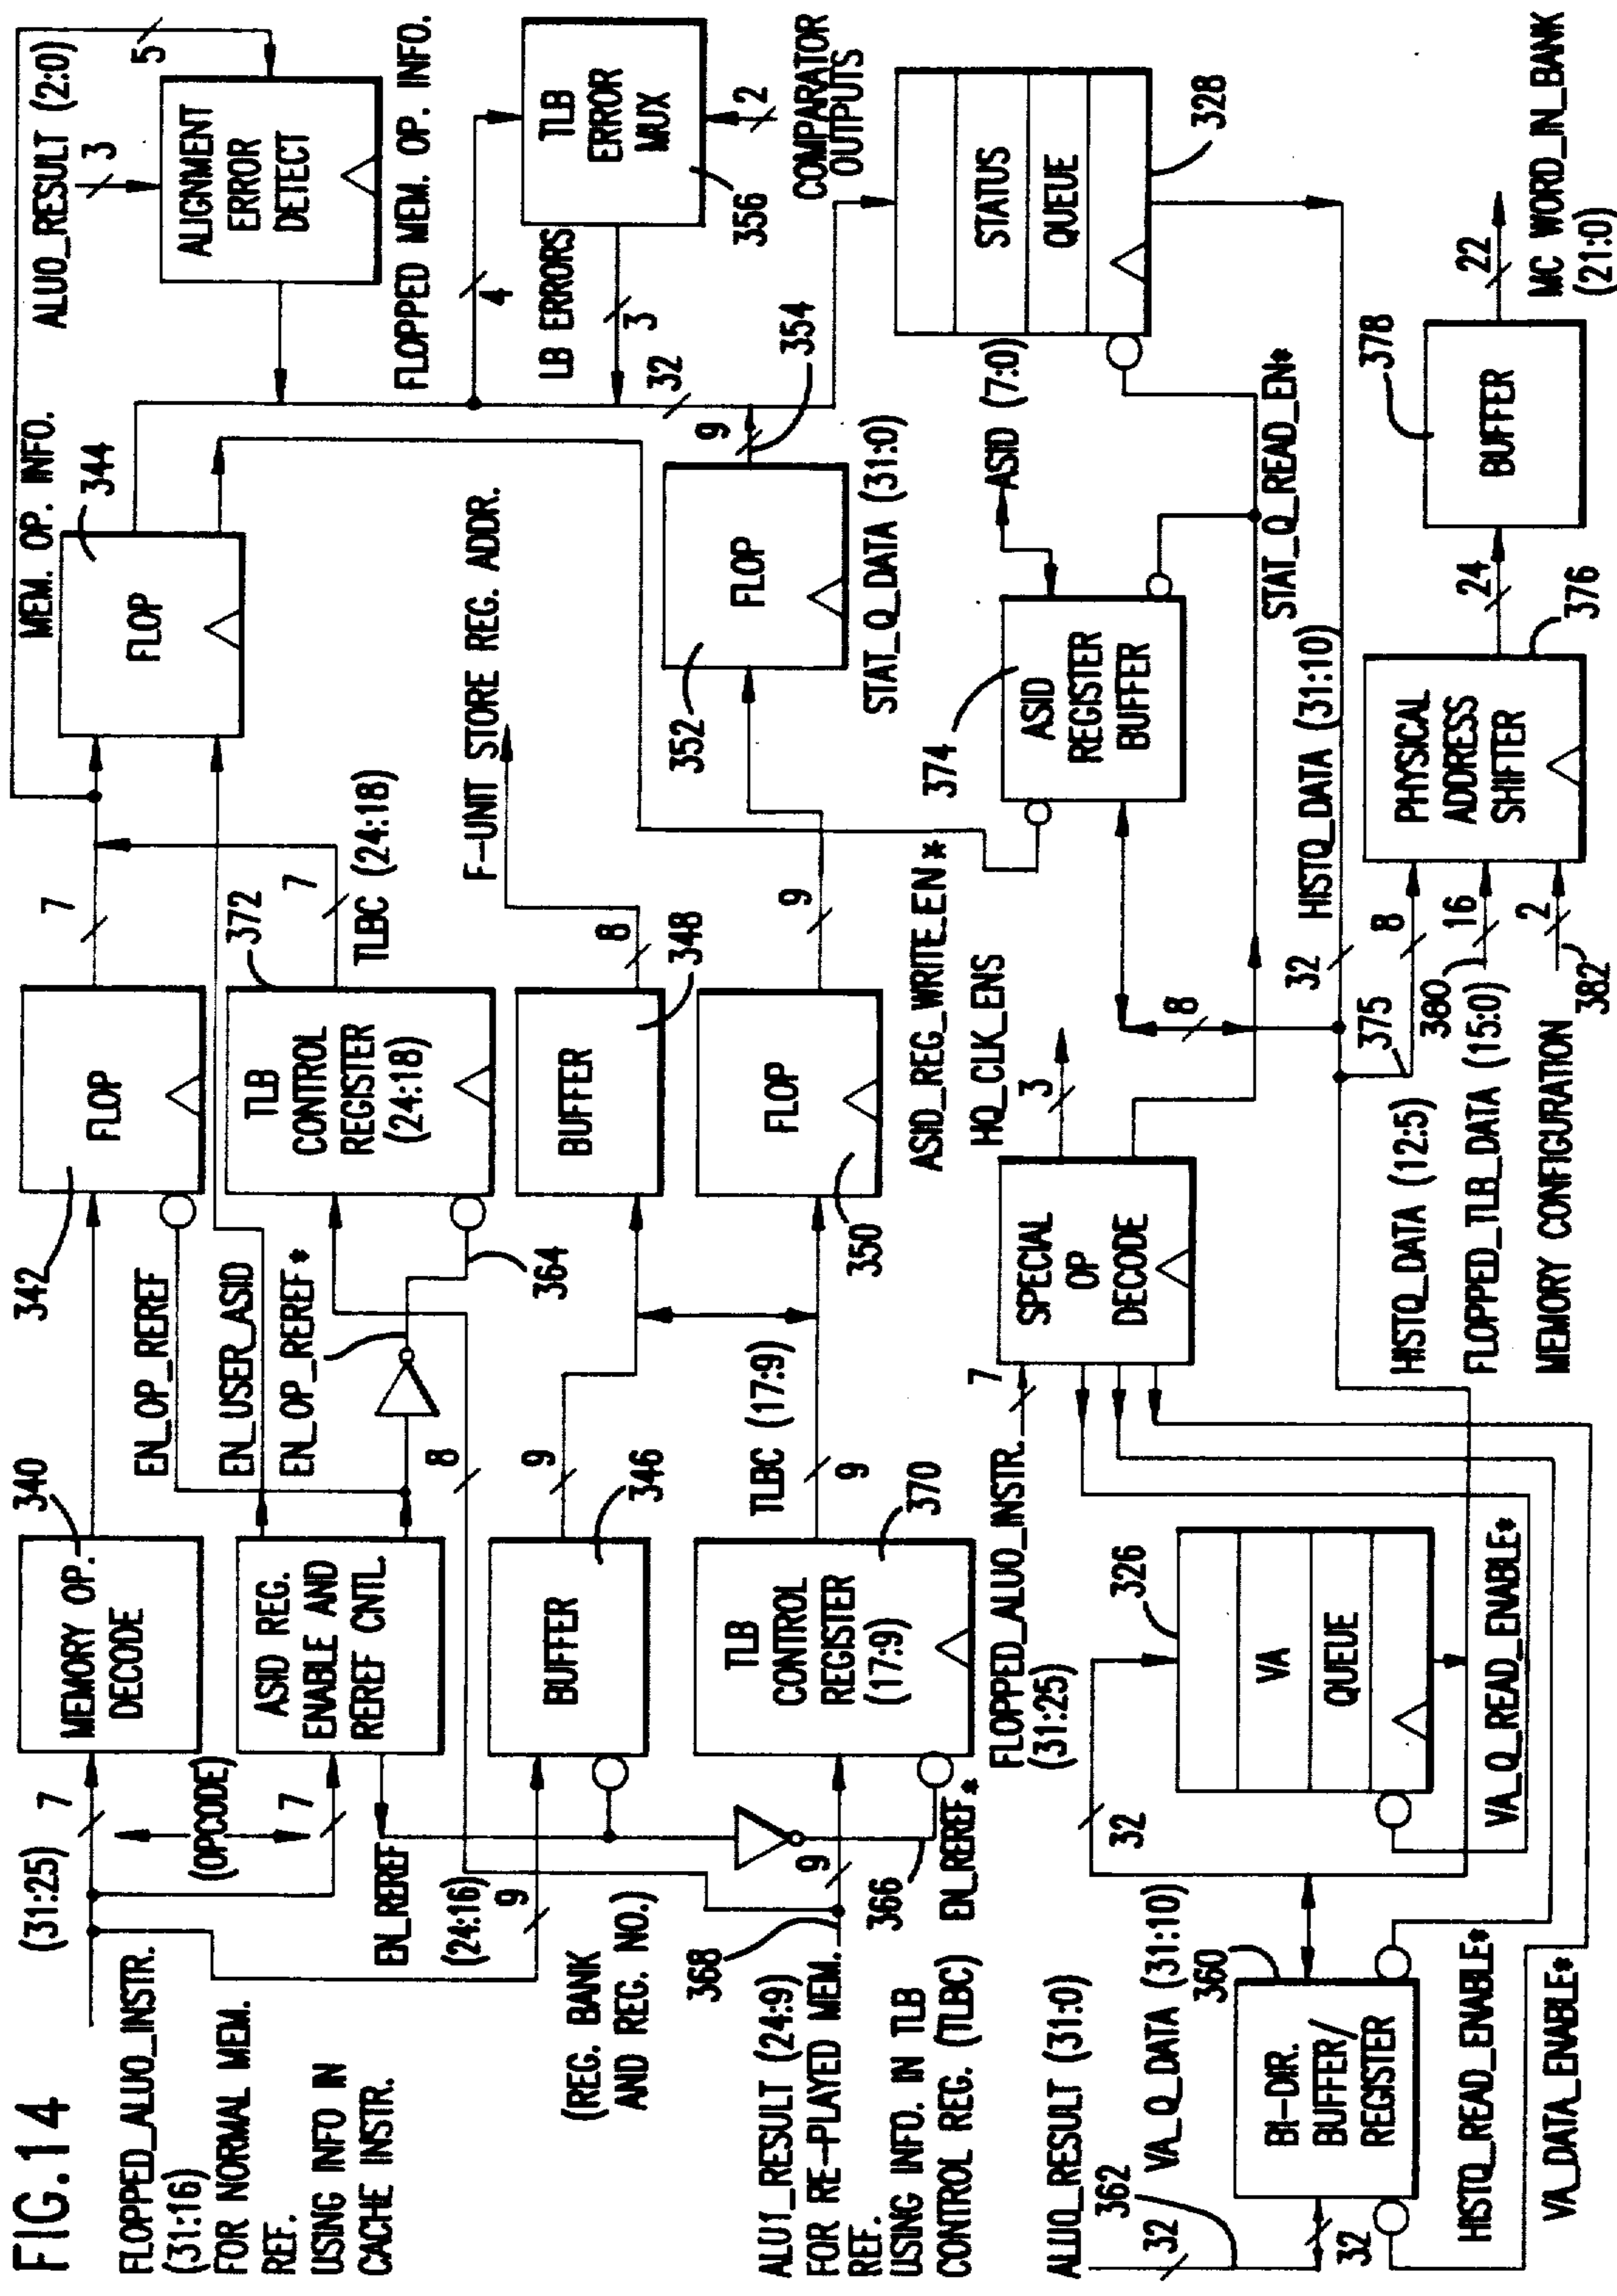 FIG.14
FLOPPED_ALU0_INSTR.
(31:16)
FOR NORMAL MEM.
REF.
USING INFO IN
CACHE INSTR.
(31:25)
7
(OPCODE)
7
340
MEMORY OP.
DECODE
ASID REG.
ENABLE AND
REREF CNTL.
EN_OP_REREF
EN_USER_ASID
EN_OP_REREF*
342
FLOP
7
MEM. OP. INFO.
344
FLOP
ALU0_RESULT (2:0)
3
5
ALIGNMENT
ERROR
DETECT
FLOPPED MEM. OP. INFO.
4
TLB
ERROR
MUX
356
2
COMPARATOR
OUTPUTS
LB ERRORS
3
32
TLB
CONTROL
REGISTER
(24:18)
372
7
TLBC (24:18)
364
8
EN_REREF
(24:16)
9
(REG. BANK
AND REG. NO.)
BUFFER
346
9
BUFFER
348
8
F-UNIT STORE REG. ADDR.
ALU1_RESULT (24:9)
FOR RE-PLAYED MEM.
REF.
USING INFO. IN TLB
CONTROL REG. (TLBC)
368
9
366
EN_REREF*
TLB
CONTROL
REGISTER
(17:9)
370
TLBC (17:9)
9
FLOP
350
9
352
FLOP
9
354
STAT_Q_DATA (31:0)
STATUS
QUEUE
328
ASID_REG_WRITE_EN*
HQ_CLK_ENS
3
374
ASID
REGISTER
BUFFER
ASID (7:0)
STAT_Q_READ_EN*
FLOPPED_ALU0_INSTR.
(31:25)
7
SPECIAL
OP
DECODE
8
32
HISTQ_DATA (31:10)
ALU0_RESULT (31:0)
362
32
VA_Q_DATA (31:10)
360
BI-DIR.
BUFFER/
REGISTER
32
32
326
VA
QUEUE
VA_Q_READ_ENABLE*
HISTQ_READ_ENABLE*
VA_DATA_ENABLE*
HISTQ_DATA (12:5)
375
8
FLOPPED_TLB_DATA (15:0)
380
16
MEMORY CONFIGURATION
382
2
PHYSICAL
ADDRESS
SHIFTER
376
24
BUFFER
378
22
MC WORD_IN_BANK
(21:0)